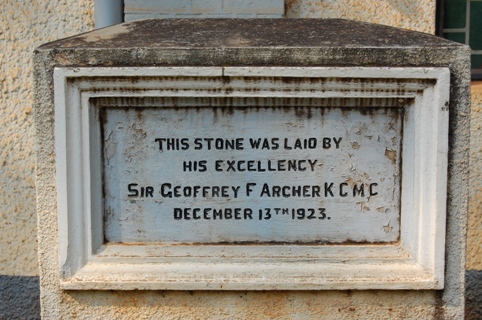 THIS STONE WAS LAID BY
HIS EXCELLENCY
SIR GEOFFREY F ARCHER K C M C
DECEMBER 13TH 1923.